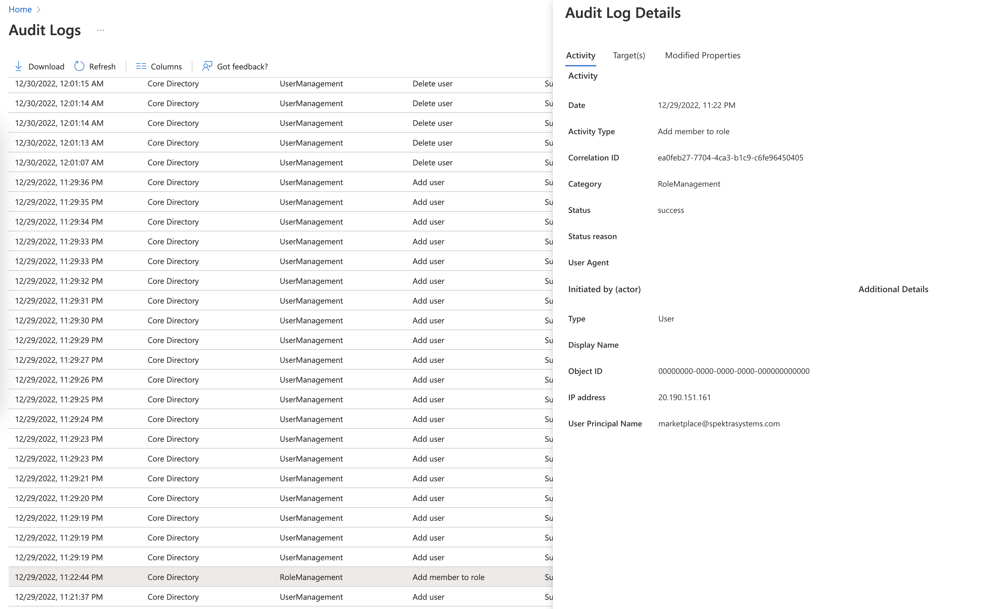 Home >
Audit Logs ...
Download Refresh Columns Got feedback?
12/30/2022, 12:01:15 AM Core Directory UserManagement Delete user Su
12/30/2022, 12:01:14 AM Core Directory UserManagement Delete user Su
12/30/2022, 12:01:14 AM Core Directory UserManagement Delete user Su
12/30/2022, 12:01:13 AM Core Directory UserManagement Delete user Su
12/30/2022, 12:01:07 AM Core Directory UserManagement Delete user Su
12/29/2022, 11:29:36 PM Core Directory UserManagement Add user Su
12/29/2022, 11:29:35 PM Core Directory UserManagement Add user Su
12/29/2022, 11:29:34 PM Core Directory UserManagement Add user Su
12/29/2022, 11:29:33 PM Core Directory UserManagement Add user Su
12/29/2022, 11:29:33 PM Core Directory UserManagement Add user Su
12/29/2022, 11:29:32 PM Core Directory UserManagement Add user Su
12/29/2022, 11:29:31 PM Core Directory UserManagement Add user Su
12/29/2022, 11:29:30 PM Core Directory UserManagement Add user Su
12/29/2022, 11:29:29 PM Core Directory UserManagement Add user Su
12/29/2022, 11:29:27 PM Core Directory UserManagement Add user Su
12/29/2022, 11:29:26 PM Core Directory UserManagement Add user Su
12/29/2022, 11:29:25 PM Core Directory UserManagement Add user Su
12/29/2022, 11:29:24 PM Core Directory UserManagement Add user Su
12/29/2022, 11:29:23 PM Core Directory UserManagement Add user Su
12/29/2022, 11:29:23 PM Core Directory UserManagement Add user Su
12/29/2022, 11:29:21 PM Core Directory UserManagement Add user Su
12/29/2022, 11:29:20 PM Core Directory UserManagement Add user Su
12/29/2022, 11:29:19 PM Core Directory UserManagement Add user Su
12/29/2022, 11:29:19 PM Core Directory UserManagement Add user Su
12/29/2022, 11:29:19 PM Core Directory UserManagement Add user Su
12/29/2022, 11:22:44 PM Core Directory RoleManagement Add member to role Su
12/29/2022, 11:21:37 PM Core Directory UserManagement Add user Su
Audit Log Details
Activity Target(s) Modified Properties
Activity
Date 12/29/2022, 11:22 PM
Activity Type Add member to role
Correlation ID ea0feb27-7704-4ca3-b1c9-c6fe96450405
Category RoleManagement
Status success
Status reason
User Agent
Initiated by (actor) Additional Details
Type User
Display Name
Object ID 00000000-0000-0000-0000-000000000000
IP address 20.190.151.161
User Principal Name marketplace@spektrasystems.com